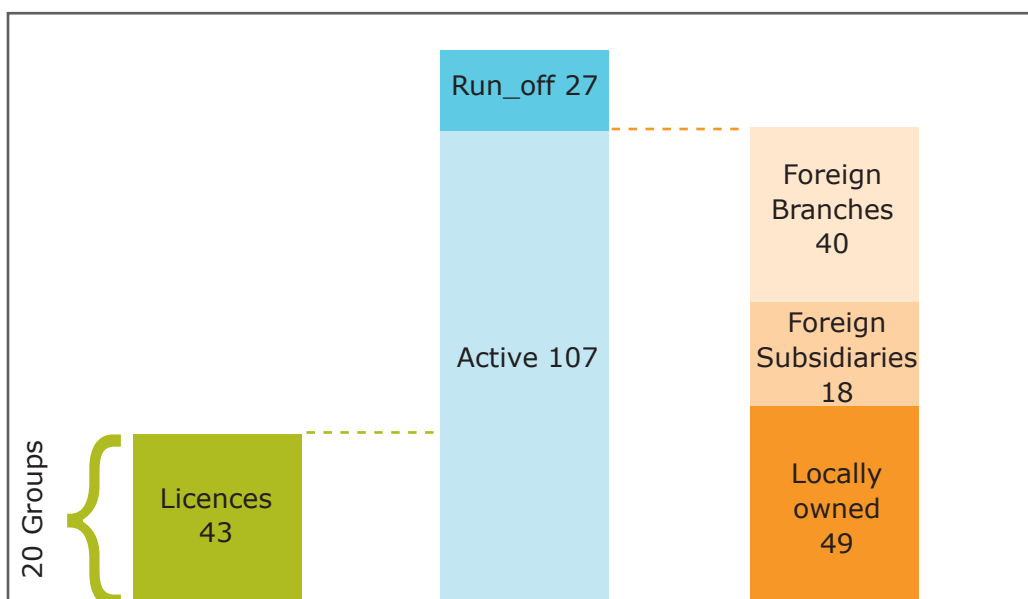 20 Groups
Licences
43
Run_off 27
Active 107
Foreign
Branches
40
Foreign
Subsidiaries
18
Locally
owned
49